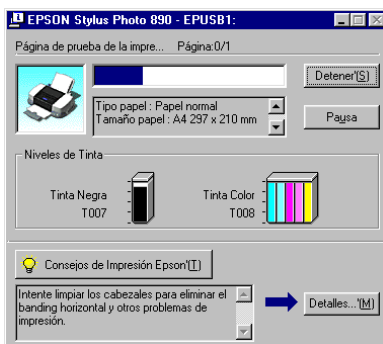 EPSON Stylus Photo 890 - EPUSB1:
Página de prueba de la impre... Página:0/1
Detener'(S)
Tipo papel : Papel normal
Tamaño papel : A4 297 x 210 mm
Pausa
Niveles de Tinta
Tinta Negra
T007
Tinta Color
T008
Consejos de Impresión Epson'(T)
Intente limpiar los cabezales para eliminar el
banding horizontal y otros problemas de
impresión.
Detalles...'(M)